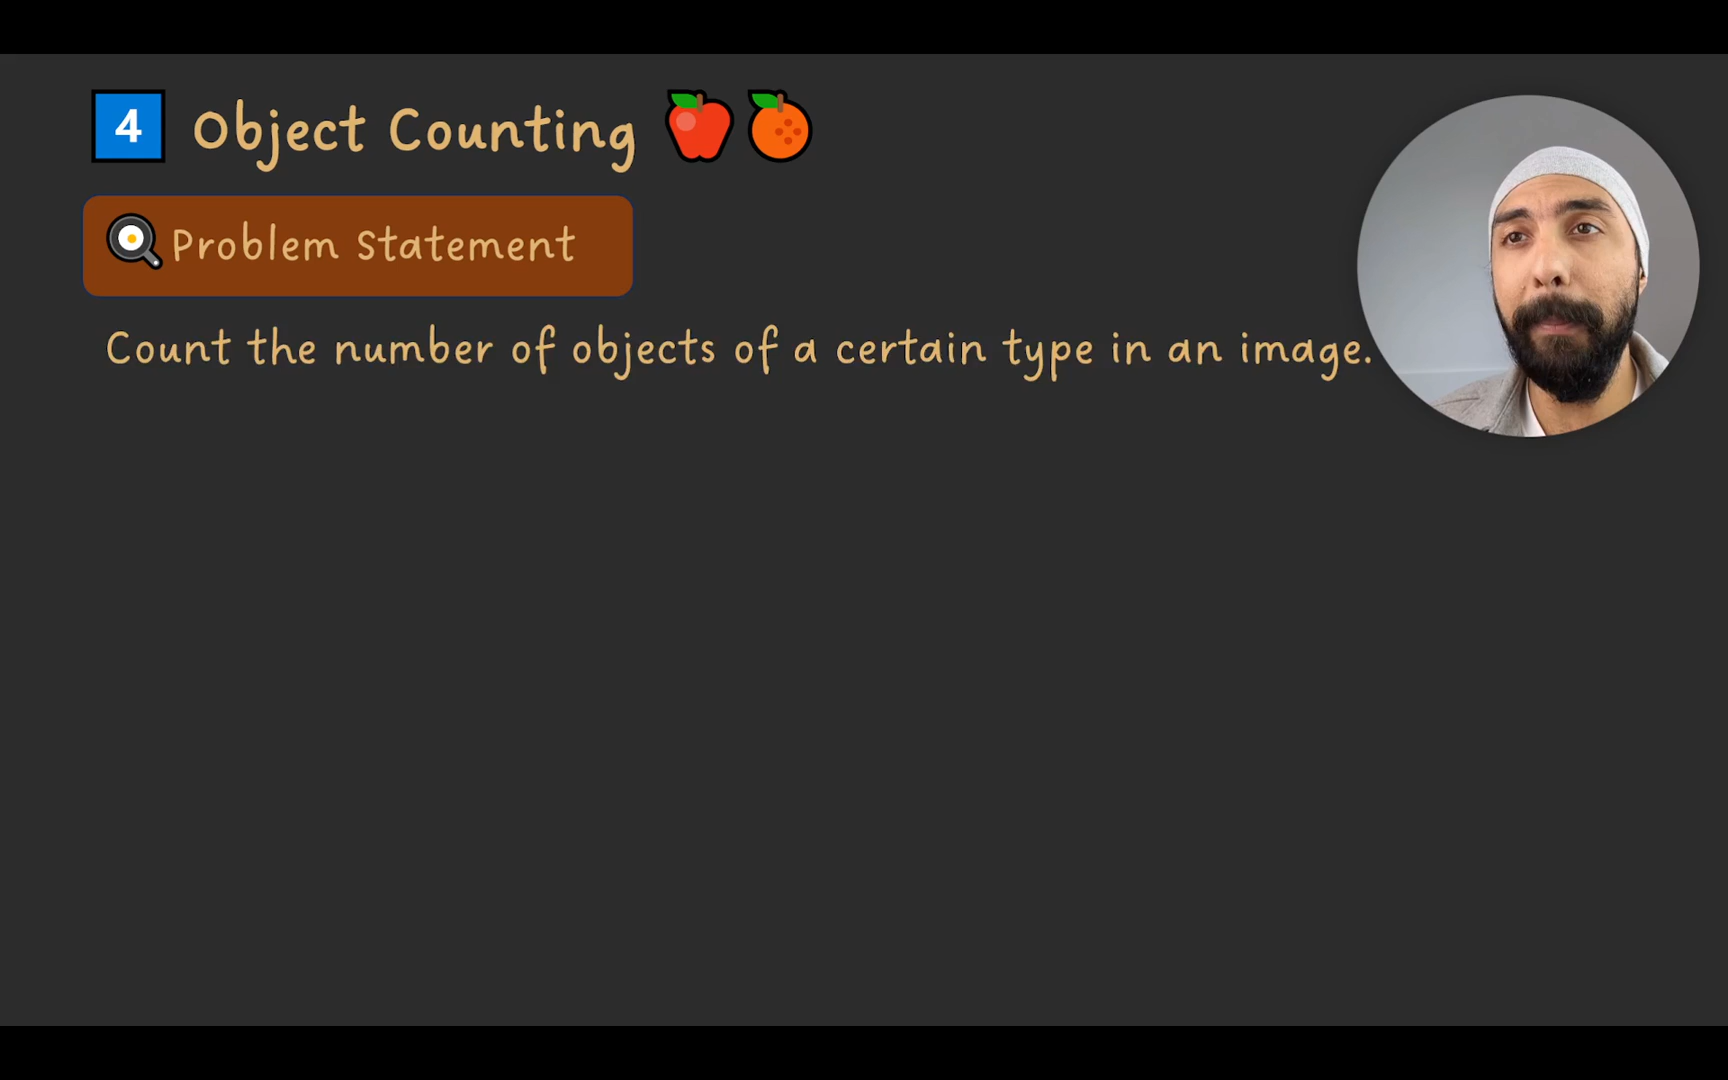 4 Object Counting
Problem Statement
Count the number of objects of a certain type in an image.